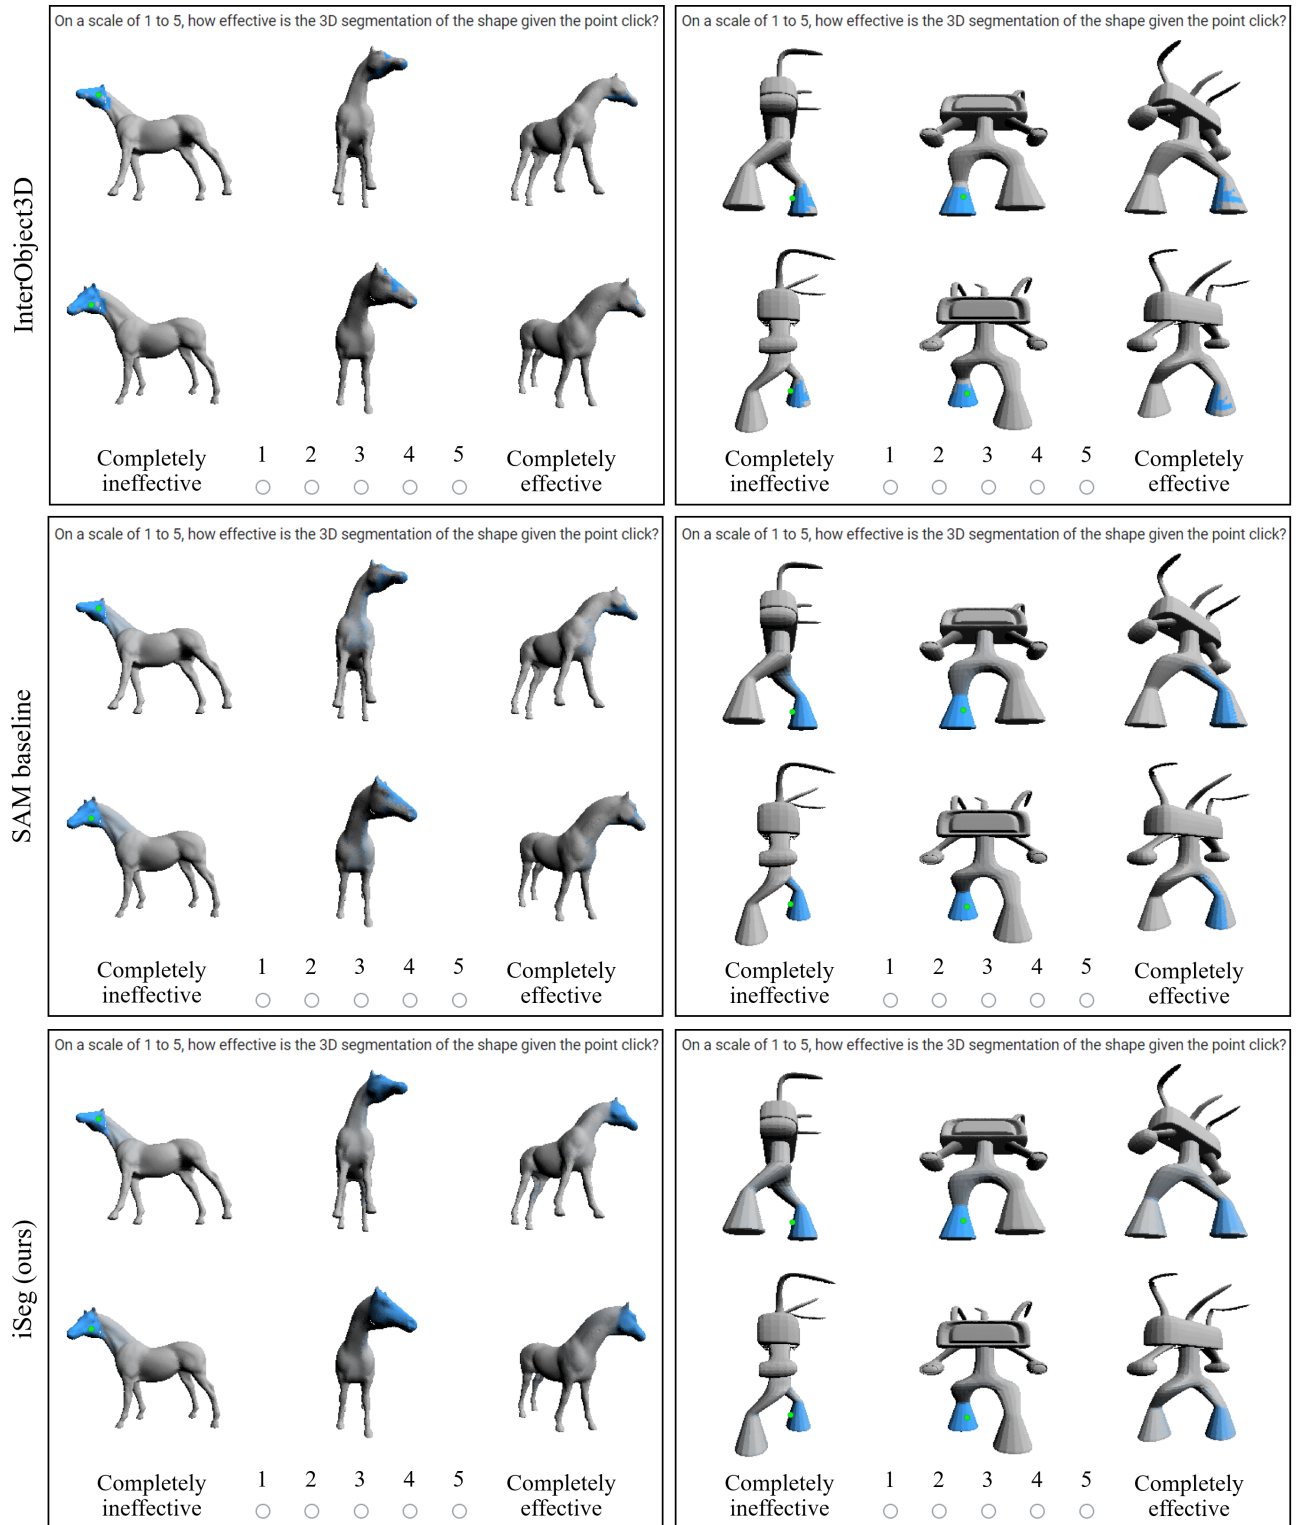 InterObject3D
On a scale of 1 to 5, how effective is the 3D segmentation of the shape given the point click?
Completely
ineffective
1 2 3 4 5
Completely
effective
On a scale of 1 to 5, how effective is the 3D segmentation of the shape given the point click?
Completely
ineffective
1 2 3 4 5
Completely
effective
SAM baseline
On a scale of 1 to 5, how effective is the 3D segmentation of the shape given the point click?
Completely
ineffective
1 2 3 4 5
Completely
effective
On a scale of 1 to 5, how effective is the 3D segmentation of the shape given the point click?
Completely
ineffective
1 2 3 4 5
Completely
effective
iSeg (ours)
On a scale of 1 to 5, how effective is the 3D segmentation of the shape given the point click?
Completely
ineffective
1 2 3 4 5
Completely
effective
On a scale of 1 to 5, how effective is the 3D segmentation of the shape given the point click?
Completely
ineffective
1 2 3 4 5
Completely
effective